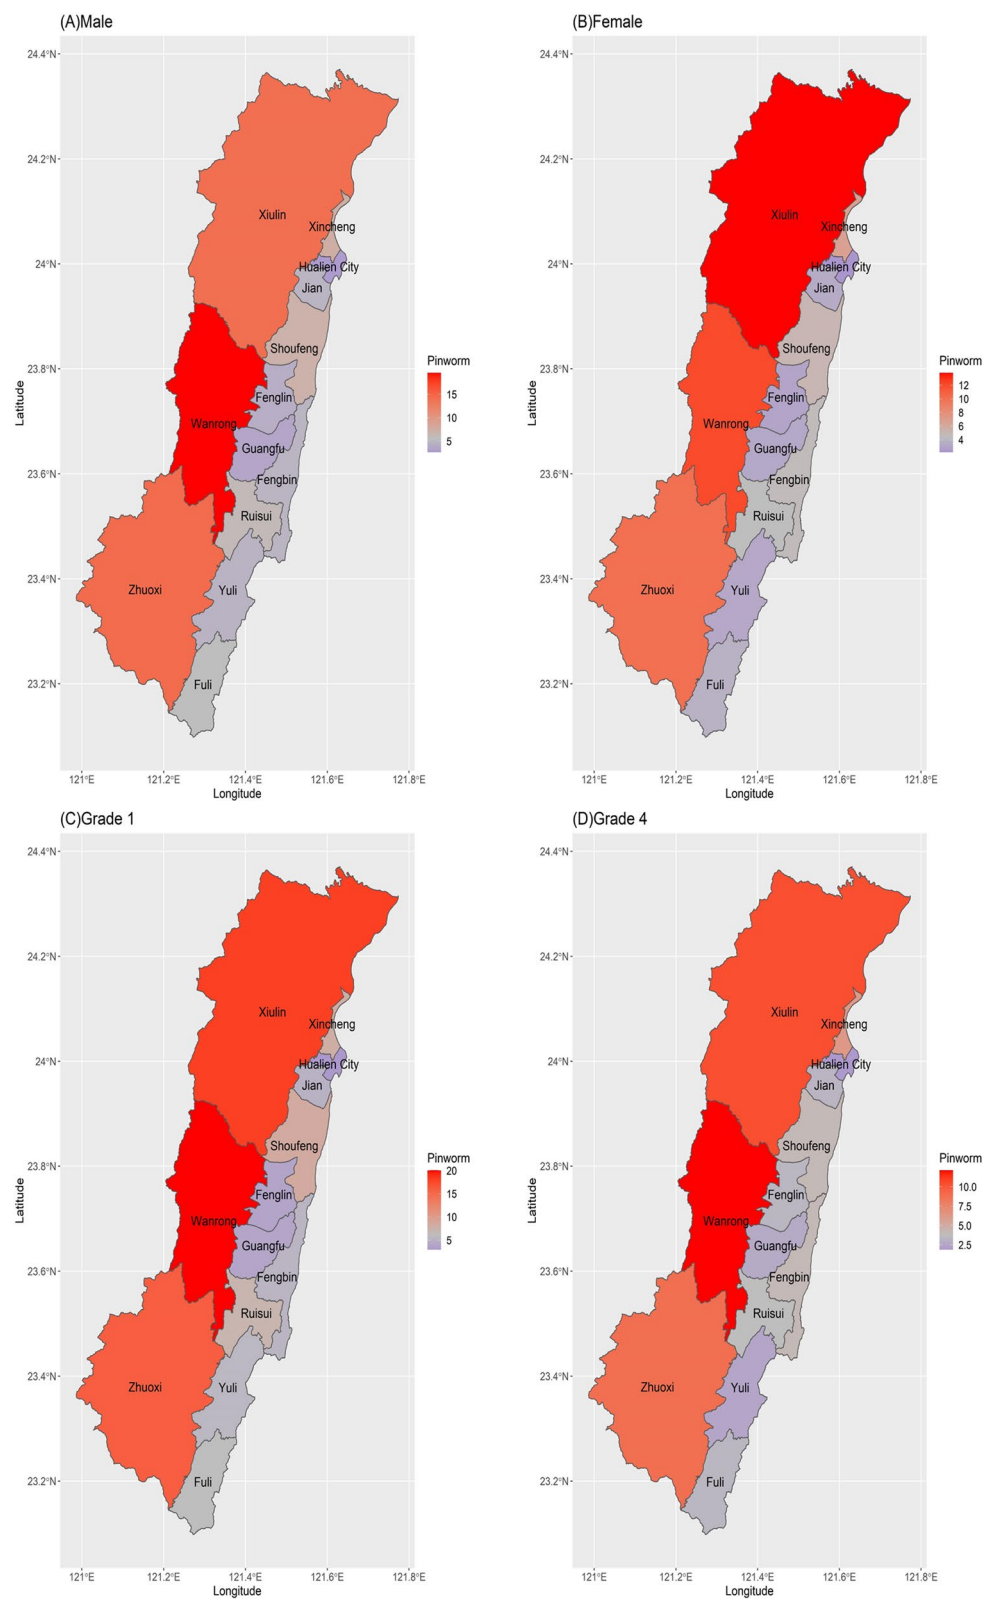 (A)Male
24.4°N
24.2°N
24°N
23.8°N
23.6°N
23.4°N
23.2°N
Latitude
Xiulin
Xincheng
Hualien City
Jian
Shoufeng
Fenglin
Wanrong
Guangfu
Fengbin
Ruisui
Zhuoxi
Yuli
Fuli
121°E 121.2°E 121.4°E 121.6°E 121.8°E
Longitude
Pinworm
15
10
5
(B)Female
24.4°N
24.2°N
24°N
23.8°N
23.6°N
23.4°N
23.2°N
Latitude
Xiulin
Xincheng
Hualien City
Jian
Shoufeng
Fenglin
Wanrong
Guangfu
Fengbin
Ruisui
Zhuoxi
Yuli
Fuli
121°E 121.2°E 121.4°E 121.6°E 121.8°E
Longitude
Pinworm
12
10
8
6
4
(C)Grade 1
24.4°N
24.2°N
24°N
23.8°N
23.6°N
23.4°N
23.2°N
Latitude
Xiulin
Xincheng
Hualien City
Jian
Shoufeng
Fenglin
Wanrong
Guangfu
Fengbin
Ruisui
Zhuoxi
Yuli
Fuli
121°E 121.2°E 121.4°E 121.6°E 121.8°E
Longitude
Pinworm
20
15
10
5
(D)Grade 4
24.4°N
24.2°N
24°N
23.8°N
23.6°N
23.4°N
23.2°N
Latitude
Xiulin
Xincheng
Hualien City
Jian
Shoufeng
Fenglin
Wanrong
Guangfu
Fengbin
Ruisui
Zhuoxi
Yuli
Fuli
121°E 121.2°E 121.4°E 121.6°E 121.8°E
Longitude
Pinworm
10.0
7.5
5.0
2.5